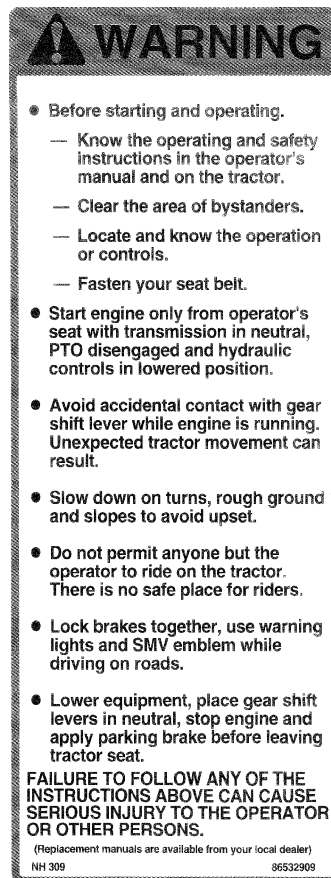 WARNING
● Before starting and operating.
— Know the operating and safety
instructions in the operator's
manual and on the tractor.
— Clear the area of bystanders.
— Locate and know the operation
or controls.
— Fasten your seat belt.
● Start engine only from operator's
seat with transmission in neutral,
PTO disengaged and hydraulic
controls in lowered position.
● Avoid accidental contact with gear
shift lever while engine is running.
Unexpected tractor movement can
result.
● Slow down on turns, rough ground
and slopes to avoid upset.
● Do not permit anyone but the
operator to ride on the tractor.
There is no safe place for riders.
● Lock brakes together, use warning
lights and SMV emblem while
driving on roads.
● Lower equipment, place gear shift
levers in neutral, stop engine and
apply parking brake before leaving
tractor seat.
FAILURE TO FOLLOW ANY OF THE
INSTRUCTIONS ABOVE CAN CAUSE
SERIOUS INJURY TO THE OPERATOR
OR OTHER PERSONS.
(Replacement manuals are available from your local dealer)
NH 309 86532909